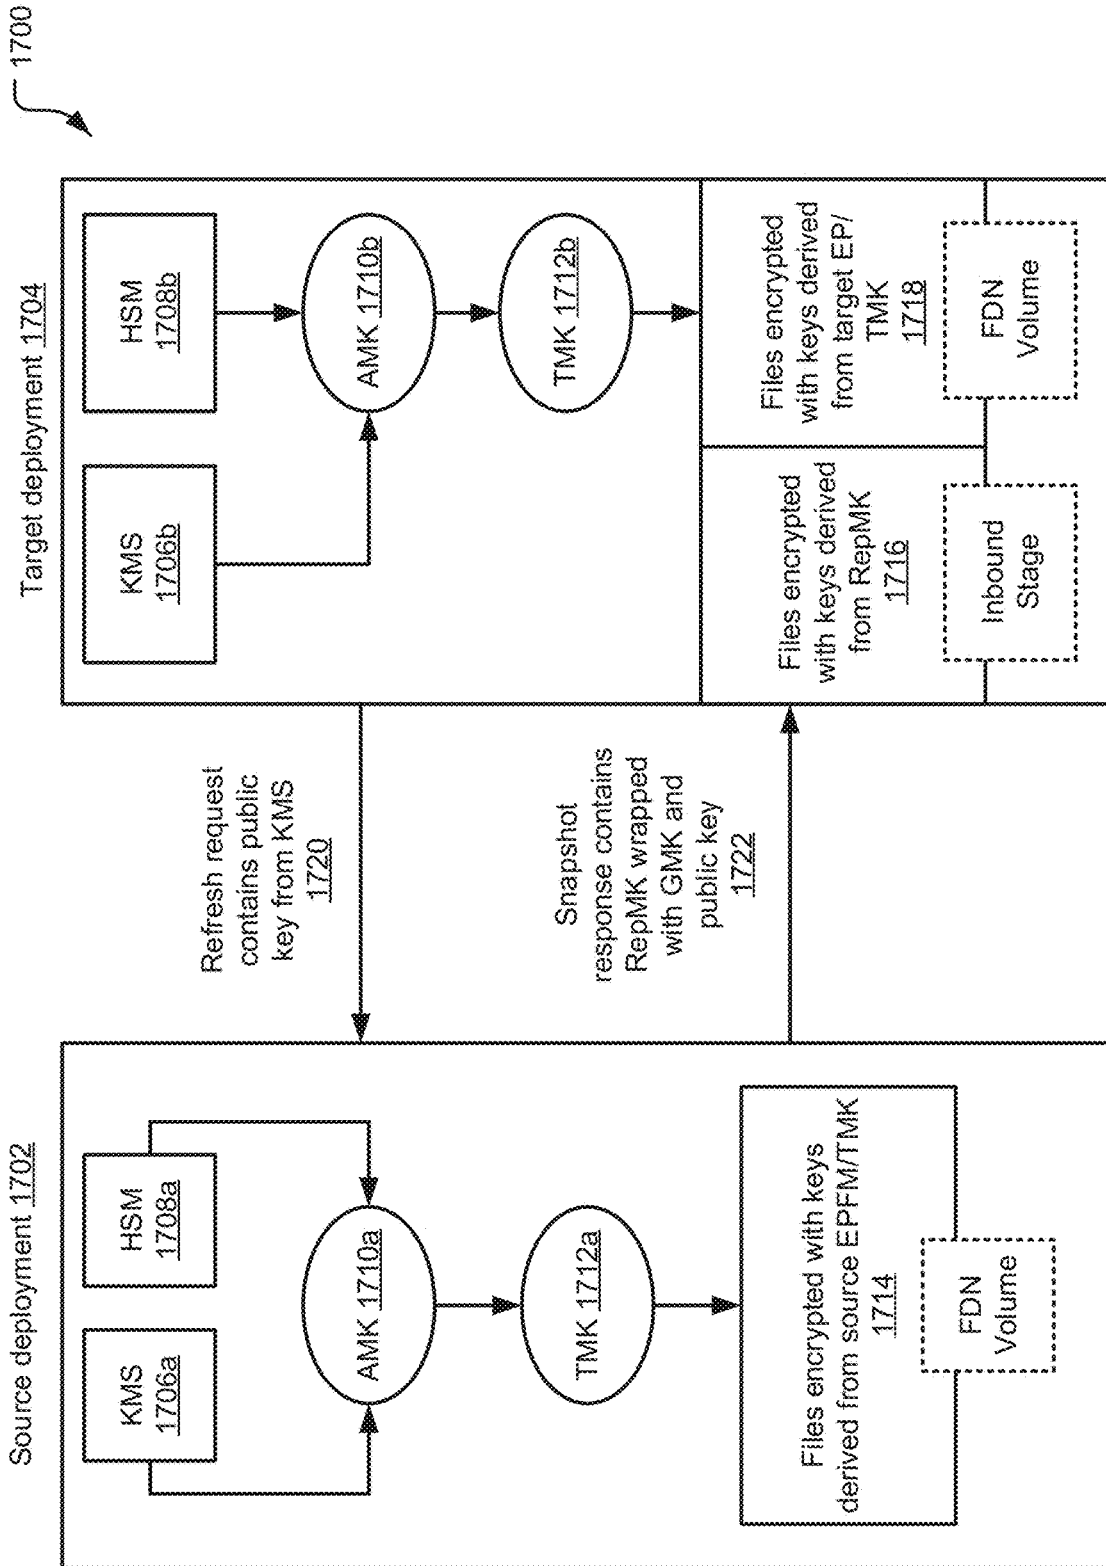 1700
Source deployment 1702
KMS
1706a
HSM
1708a
AMK 1710a
TMK 1712a
Files encrypted with keys
derived from source EPFM/TMK
1714
FDN
Volume
Refresh request
contains public
key from KMS
1720
Snapshot
response contains
RepMK wrapped
with GMK and
public key
1722
Target deployment 1704
KMS
1706b
HSM
1708b
AMK 1710b
TMK 1712b
Files encrypted
with keys derived
from RepMK
1716
Inbound
Stage
Files encrypted
with keys derived
from target EP/
TMK
1718
FDN
Volume